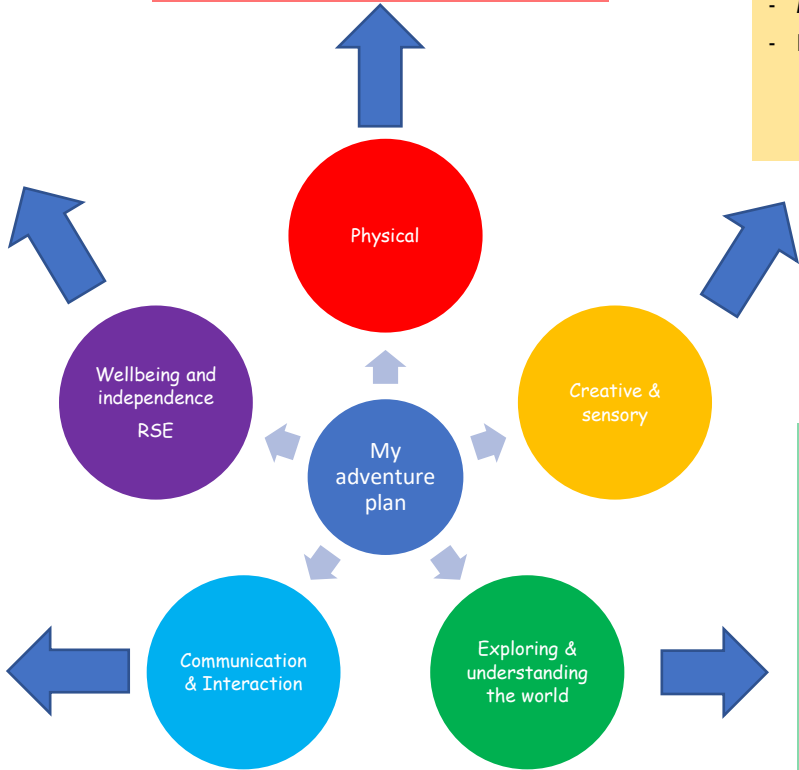 Physical
Wellbeing and
independence
RSE
Creative &
sensory
My
adventure
plan
Communication
& Interaction
Exploring &
understanding
the world